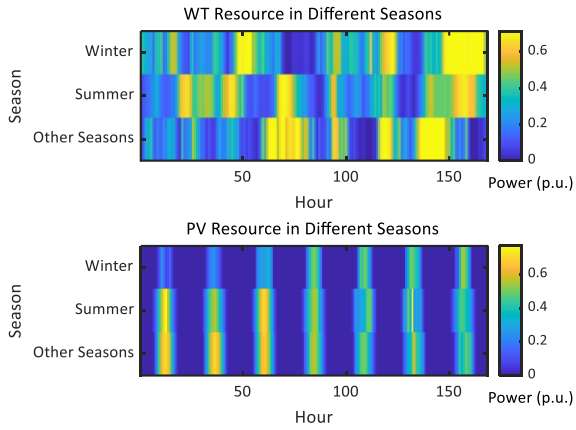 WT Resource in Different Seasons
Season
Winter
Summer
Other Seasons
50
100
150
Hour
0.6
0.4
0.2
0
Power (p.u.)
PV Resource in Different Seasons
Season
Winter
Summer
Other Seasons
50
100
150
Hour
0.6
0.4
0.2
0
Power (p.u.)